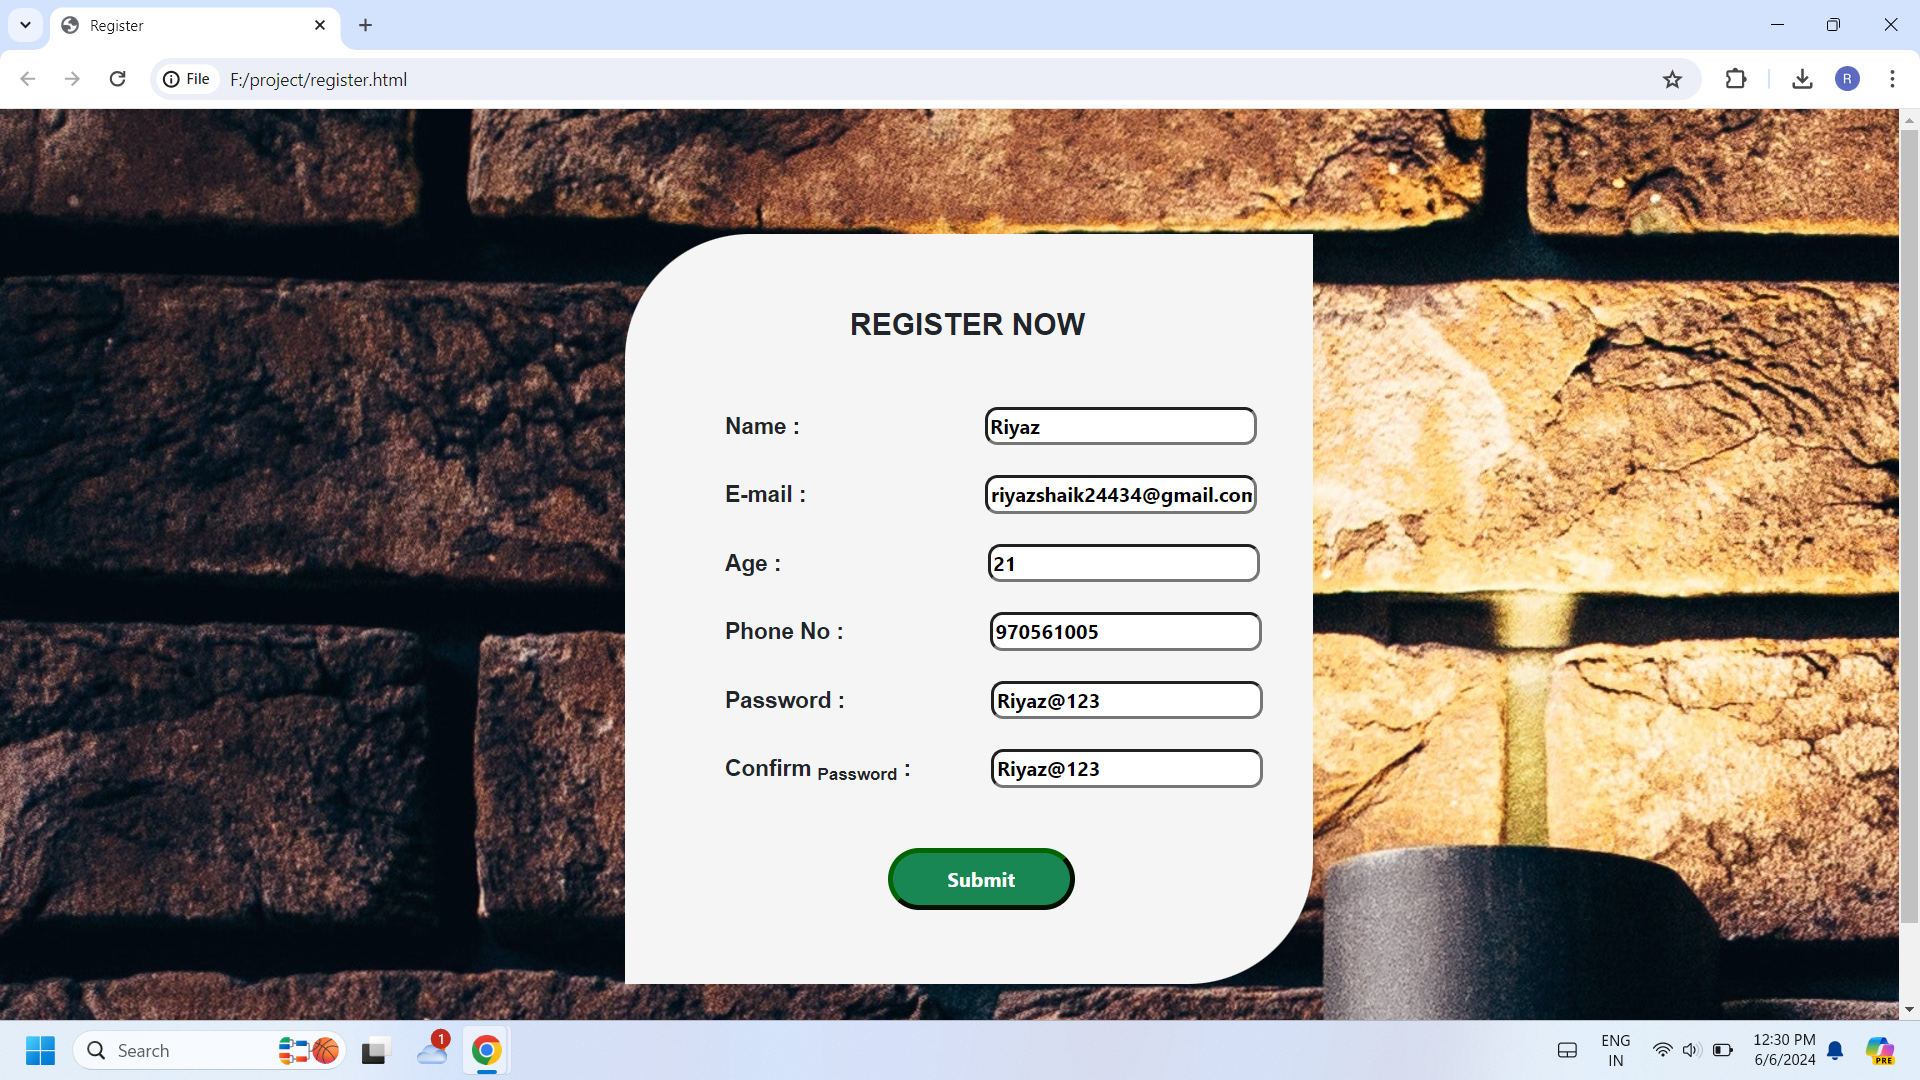 Register
File F:/project/register.html
R
REGISTER NOW
Name : Riyaz
E-mail : riyazshaik24434@gmail.com
Age : 21
Phone No : 970561005
Password : Riyaz@123
Confirm Password : Riyaz@123
Submit
Search
1
ENG
IN
12:30 PM
6/6/2024
PRE